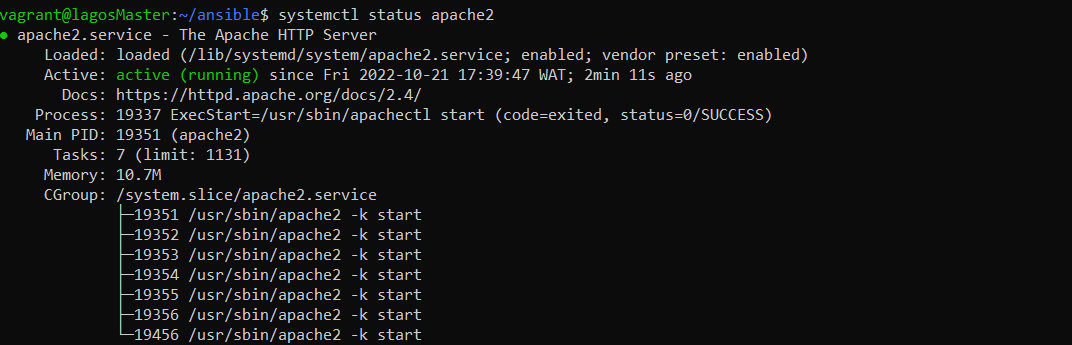 vagrant@lagosMaster:~/ansible$ systemctl status apache2
● apache2.service - The Apache HTTP Server
     Loaded: loaded (/lib/systemd/system/apache2.service; enabled; vendor preset: enabled)
     Active: active (running) since Fri 2022-10-21 17:39:47 WAT; 2min 11s ago
       Docs: https://httpd.apache.org/docs/2.4/
    Process: 19337 ExecStart=/usr/sbin/apachectl start (code=exited, status=0/SUCCESS)
   Main PID: 19351 (apache2)
      Tasks: 7 (limit: 1131)
     Memory: 10.7M
     CGroup: /system.slice/apache2.service
             ├─19351 /usr/sbin/apache2 -k start
             ├─19352 /usr/sbin/apache2 -k start
             ├─19353 /usr/sbin/apache2 -k start
             ├─19354 /usr/sbin/apache2 -k start
             ├─19355 /usr/sbin/apache2 -k start
             ├─19356 /usr/sbin/apache2 -k start
             └─19456 /usr/sbin/apache2 -k start